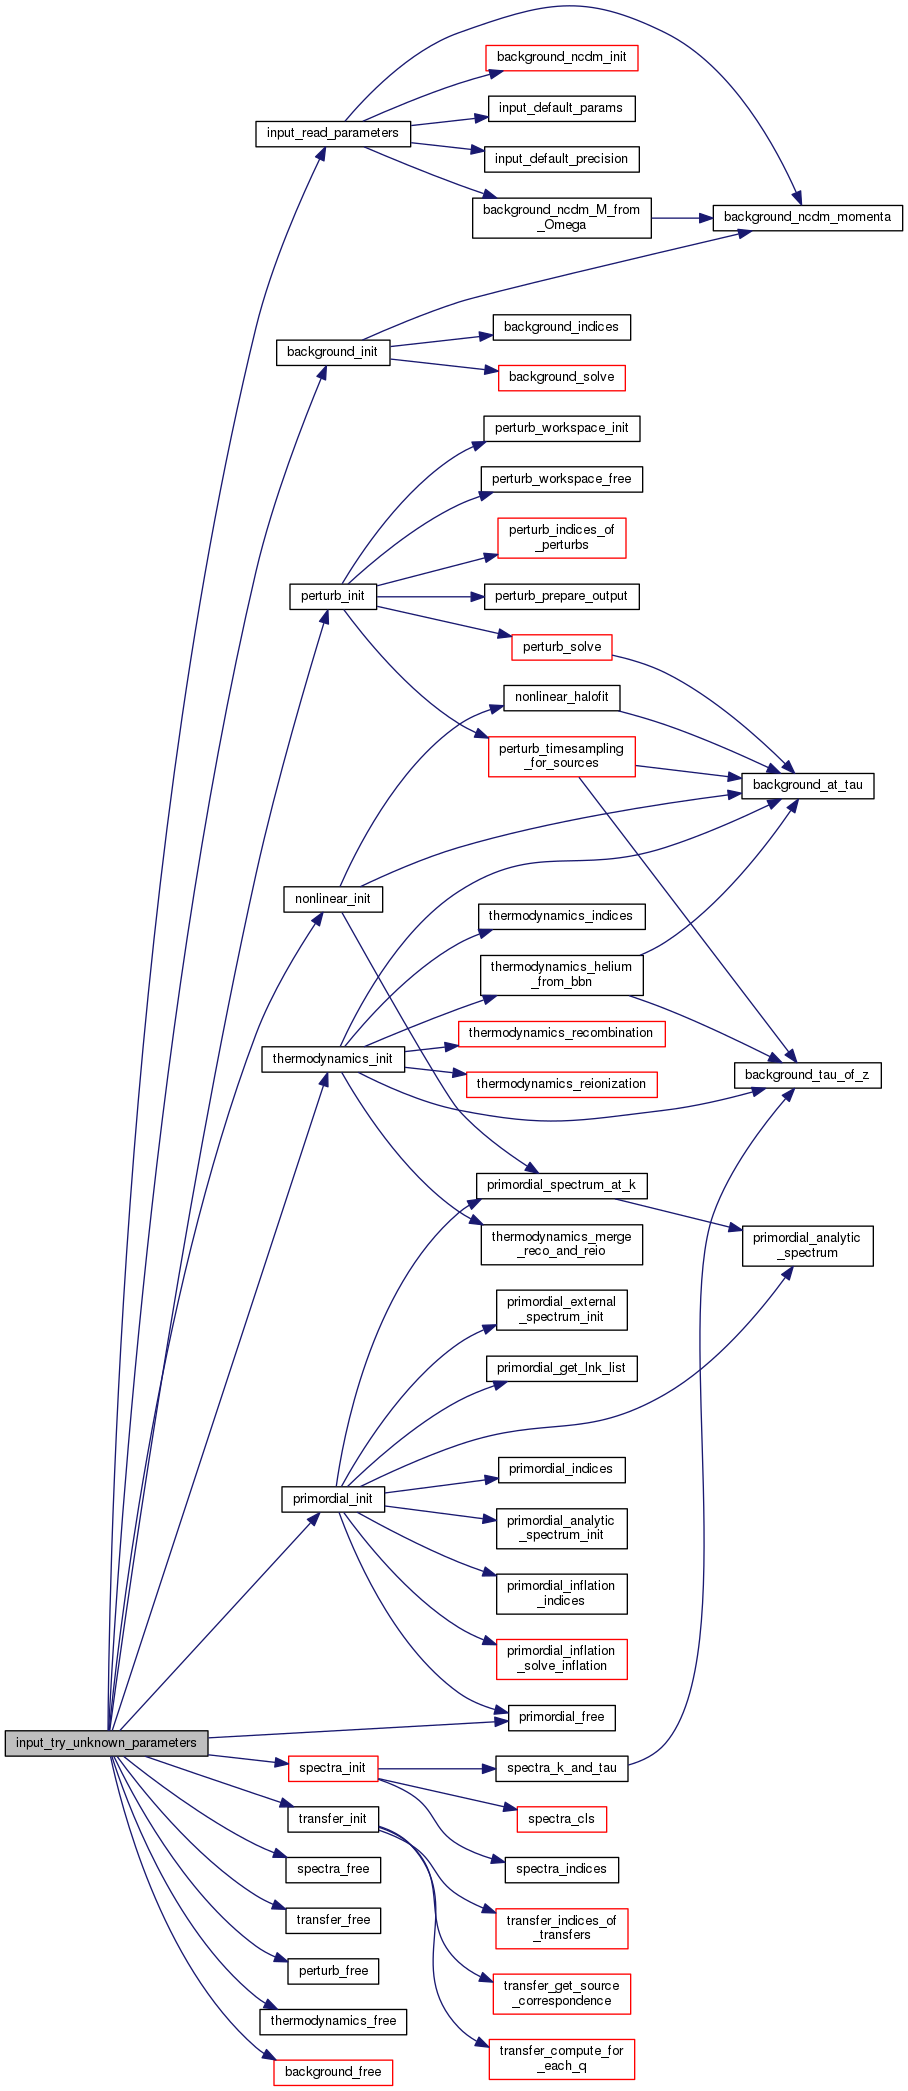 background_ncdm_init
input_default_params
input_read_parameters
input_default_precision
background_ncdm_M_from
_Omega
background_ncdm_momenta
background_indices
background_init
background_solve
perturb_workspace_init
perturb_workspace_free
perturb_indices_of
_perturbs
perturb_init
perturb_prepare_output
perturb_solve
nonlinear_halofit
perturb_timesampling
_for_sources
background_at_tau
nonlinear_init
thermodynamics_indices
thermodynamics_helium
_from_bbn
thermodynamics_recombination
thermodynamics_init
thermodynamics_reionization
background_tau_of_z
primordial_spectrum_at_k
thermodynamics_merge
_reco_and_reio
primordial_analytic
_spectrum
primordial_external
_spectrum_init
primordial_get_lnk_list
primordial_indices
primordial_init
primordial_analytic
_spectrum_init
primordial_inflation
_indices
primordial_inflation
_solve_inflation
primordial_free
input_try_unknown_parameters
spectra_init
spectra_k_and_tau
transfer_init
spectra_cls
spectra_free
spectra_indices
transfer_free
transfer_indices_of
_transfers
perturb_free
transfer_get_source
_correspondence
thermodynamics_free
transfer_compute_for
_each_q
background_free